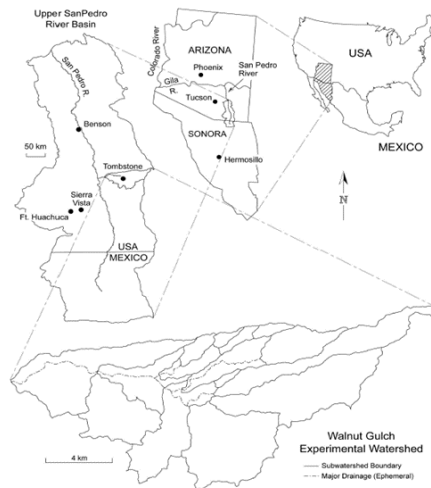 Upper SanPedro
River Basin
San Pedro R.
Benson
50 km
Tombstone
Sierra
Vista
Ft. Huachuca
USA
MEXICO
Colorado River
ARIZONA
Phoenix
Gila
R.
San Pedro
River
Tucson
SONORA
Hermosillo
USA
MEXICO
N
4 km
Walnut Gulch
Experimental Watershed
Subwatershed Boundary
Major Drainage (Ephemeral)